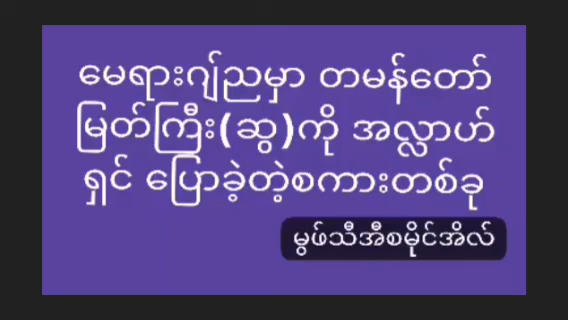 မေရားဂျ်ညမှာ တမန်တော်
မြတ်ကြီး(ဆွ)ကို အလ္လာဟ်
ရှင် ပြောခဲ့တဲ့စကားတစ်ခု
မွဖ်သီအီစမိုင်အိလ်